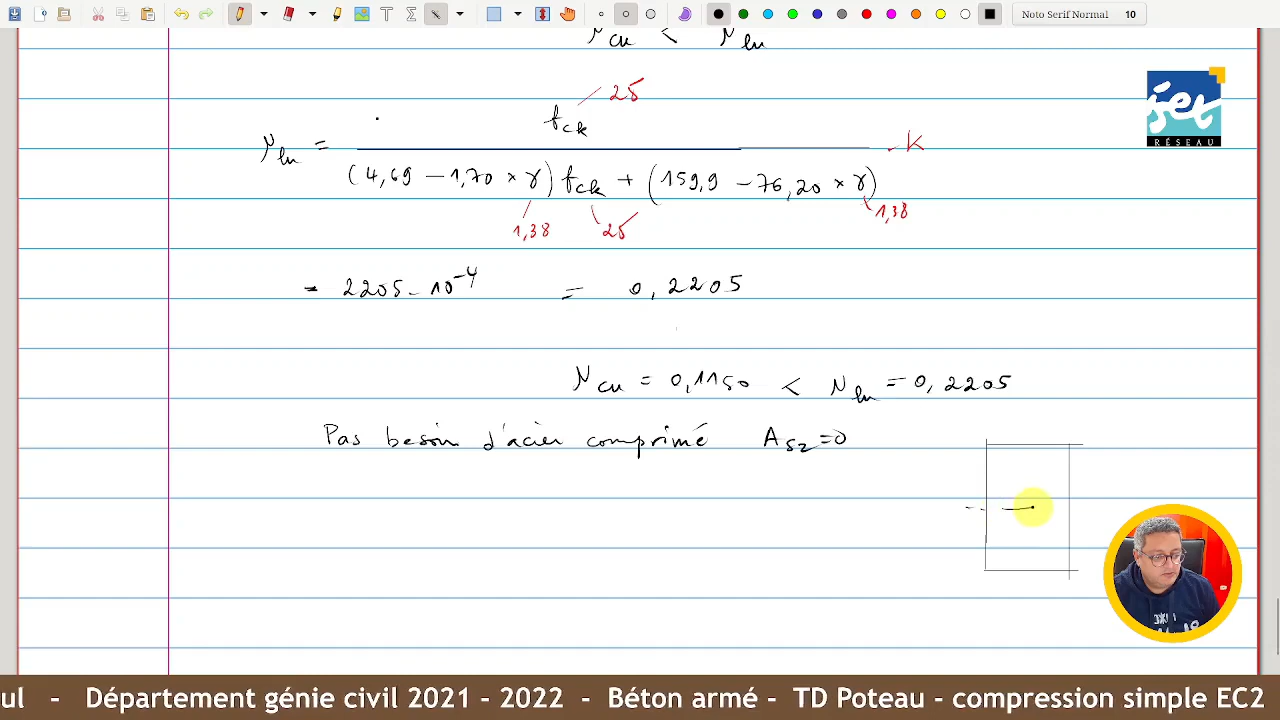 Noto Serif Normal 10
μcu < μlu
25
fck
μlu =
K
(4,69 - 1,70 × γ) fck + (159,9 - 76,20 × γ)
1,38 25 1,38
= 2205 . 10^-4 = 0,2205
μcu = 0,1150 < μlu = 0,2205
Pas besoin d'acier comprimé As2=0
iset
RÉSEAU
ul - Département génie civil 2021 - 2022 - Béton armé - TD Poteau - compression simple EC2